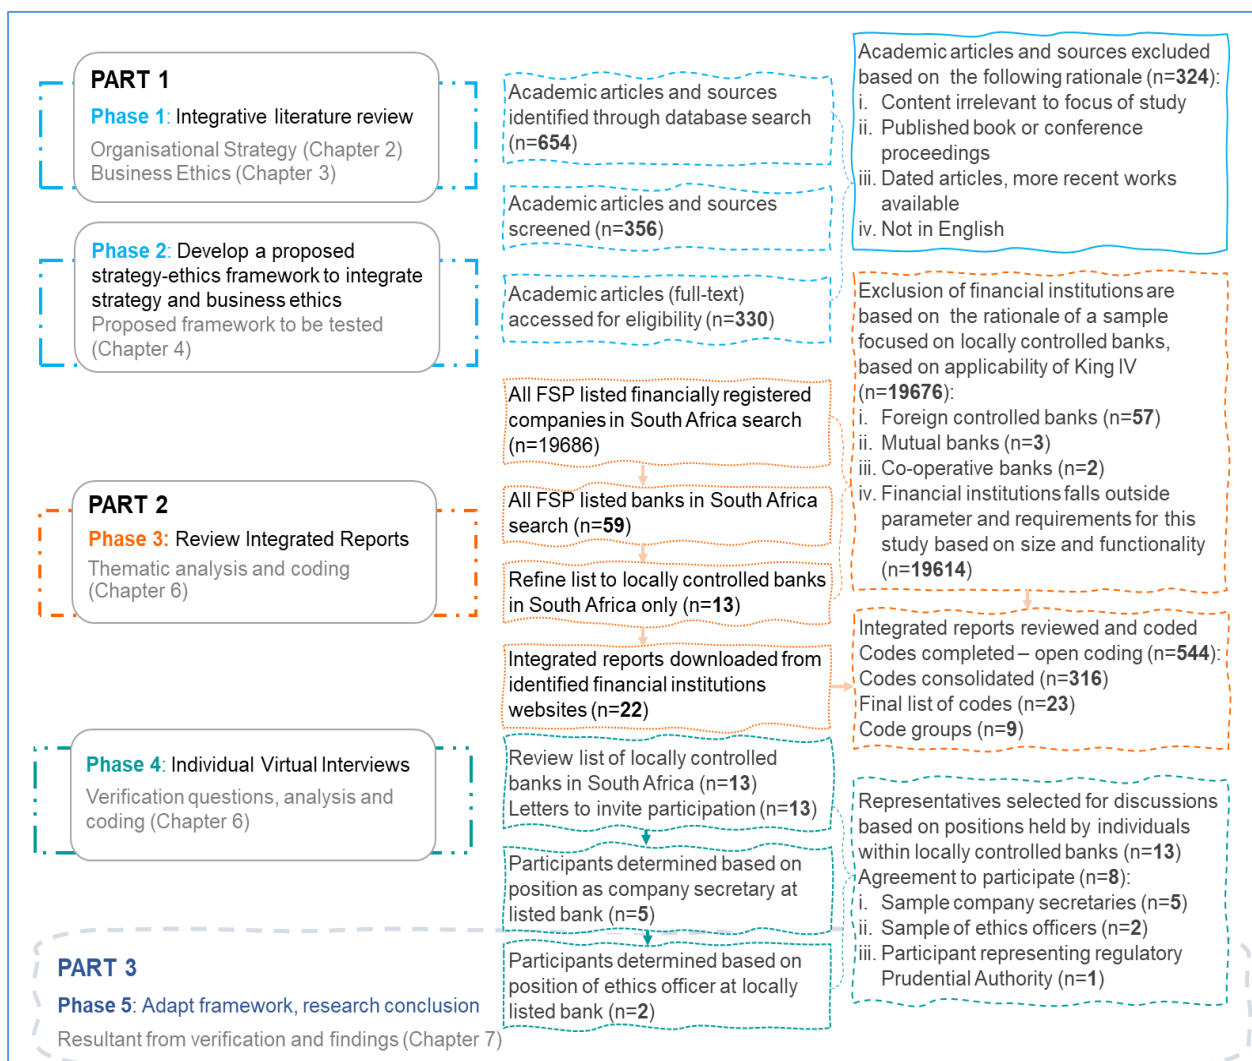 PART 1
Phase 1: Integrative literature review
Organisational Strategy (Chapter 2)
Business Ethics (Chapter 3)
Phase 2: Develop a proposed
strategy-ethics framework to integrate
strategy and business ethics
Proposed framework to be tested
(Chapter 4)
Academic articles and sources
identified through database search
(n=654)
Academic articles and sources
screened (n=356)
Academic articles (full-text)
accessed for eligibility (n=330)
Academic articles and sources excluded
based on the following rationale (n=324):
i. Content irrelevant to focus of study
ii. Published book or conference
proceedings
iii. Dated articles, more recent works
available
iv. Not in English
PART 2
Phase 3: Review Integrated Reports
Thematic analysis and coding
(Chapter 6)
All FSP listed financially registered
companies in South Africa search
(n=19686)
All FSP listed banks in South Africa
search (n=59)
Refine list to locally controlled banks
in South Africa only (n=13)
Integrated reports downloaded from
identified financial institutions
websites (n=22)
Exclusion of financial institutions are
based on the rationale of a sample
focused on locally controlled banks,
based on applicability of King IV
(n=19676):
i. Foreign controlled banks (n=57)
ii. Mutual banks (n=3)
iii. Co-operative banks (n=2)
iv. Financial institutions falls outside
parameter and requirements for this
study based on size and functionality
(n=19614)
Integrated reports reviewed and coded
Codes completed – open coding (n=544):
Codes consolidated (n=316)
Final list of codes (n=23)
Code groups (n=9)
Phase 4: Individual Virtual Interviews
Verification questions, analysis and
coding (Chapter 6)
Review list of locally controlled
banks in South Africa (n=13)
Letters to invite participation (n=13)
Participants determined based on
position as company secretary at
listed bank (n=5)
Participants determined based on
position of ethics officer at locally
listed bank (n=2)
Representatives selected for discussions
based on positions held by individuals
within locally controlled banks (n=13)
Agreement to participate (n=8):
i. Sample company secretaries (n=5)
ii. Sample of ethics officers (n=2)
iii. Participant representing regulatory
Prudential Authority (n=1)
PART 3
Phase 5: Adapt framework, research conclusion
Resultant from verification and findings (Chapter 7)